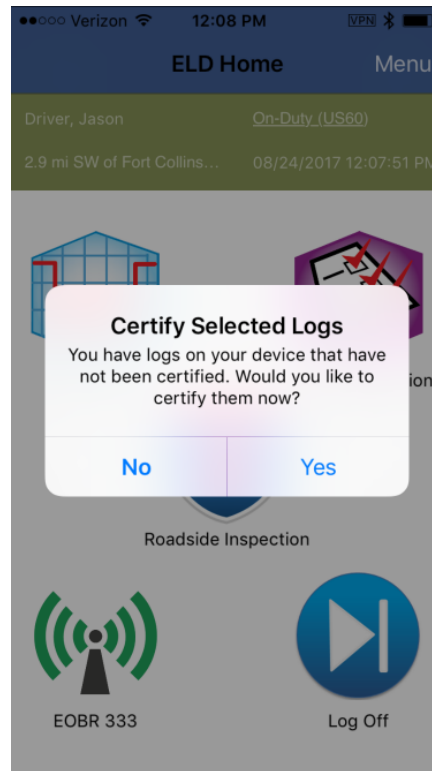 Verizon 12:08 PM VPN
ELD Home Menu
Driver, Jason On-Duty (US60)
2.9 mi SW of Fort Collins... 08/24/2017 12:07:51 PM
Certify Selected Logs
You have logs on your device that have
not been certified. Would you like to
certify them now?
No Yes
Roadside Inspection
EOBR 333 Log Off